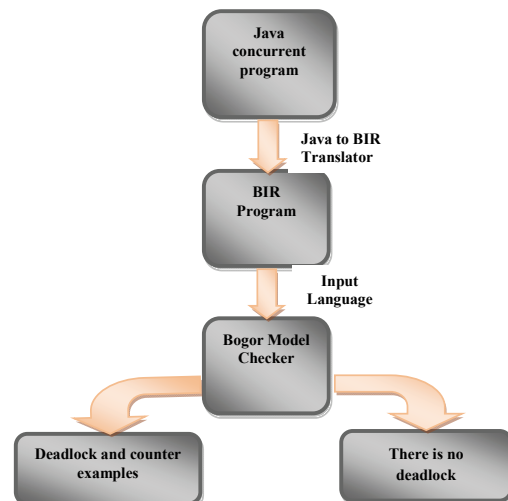 Java
concurrent
program
Java to BIR
Translator
BIR
Program
Input
Language
Bogor Model
Checker
Deadlock and counter
examples
There is no
deadlock